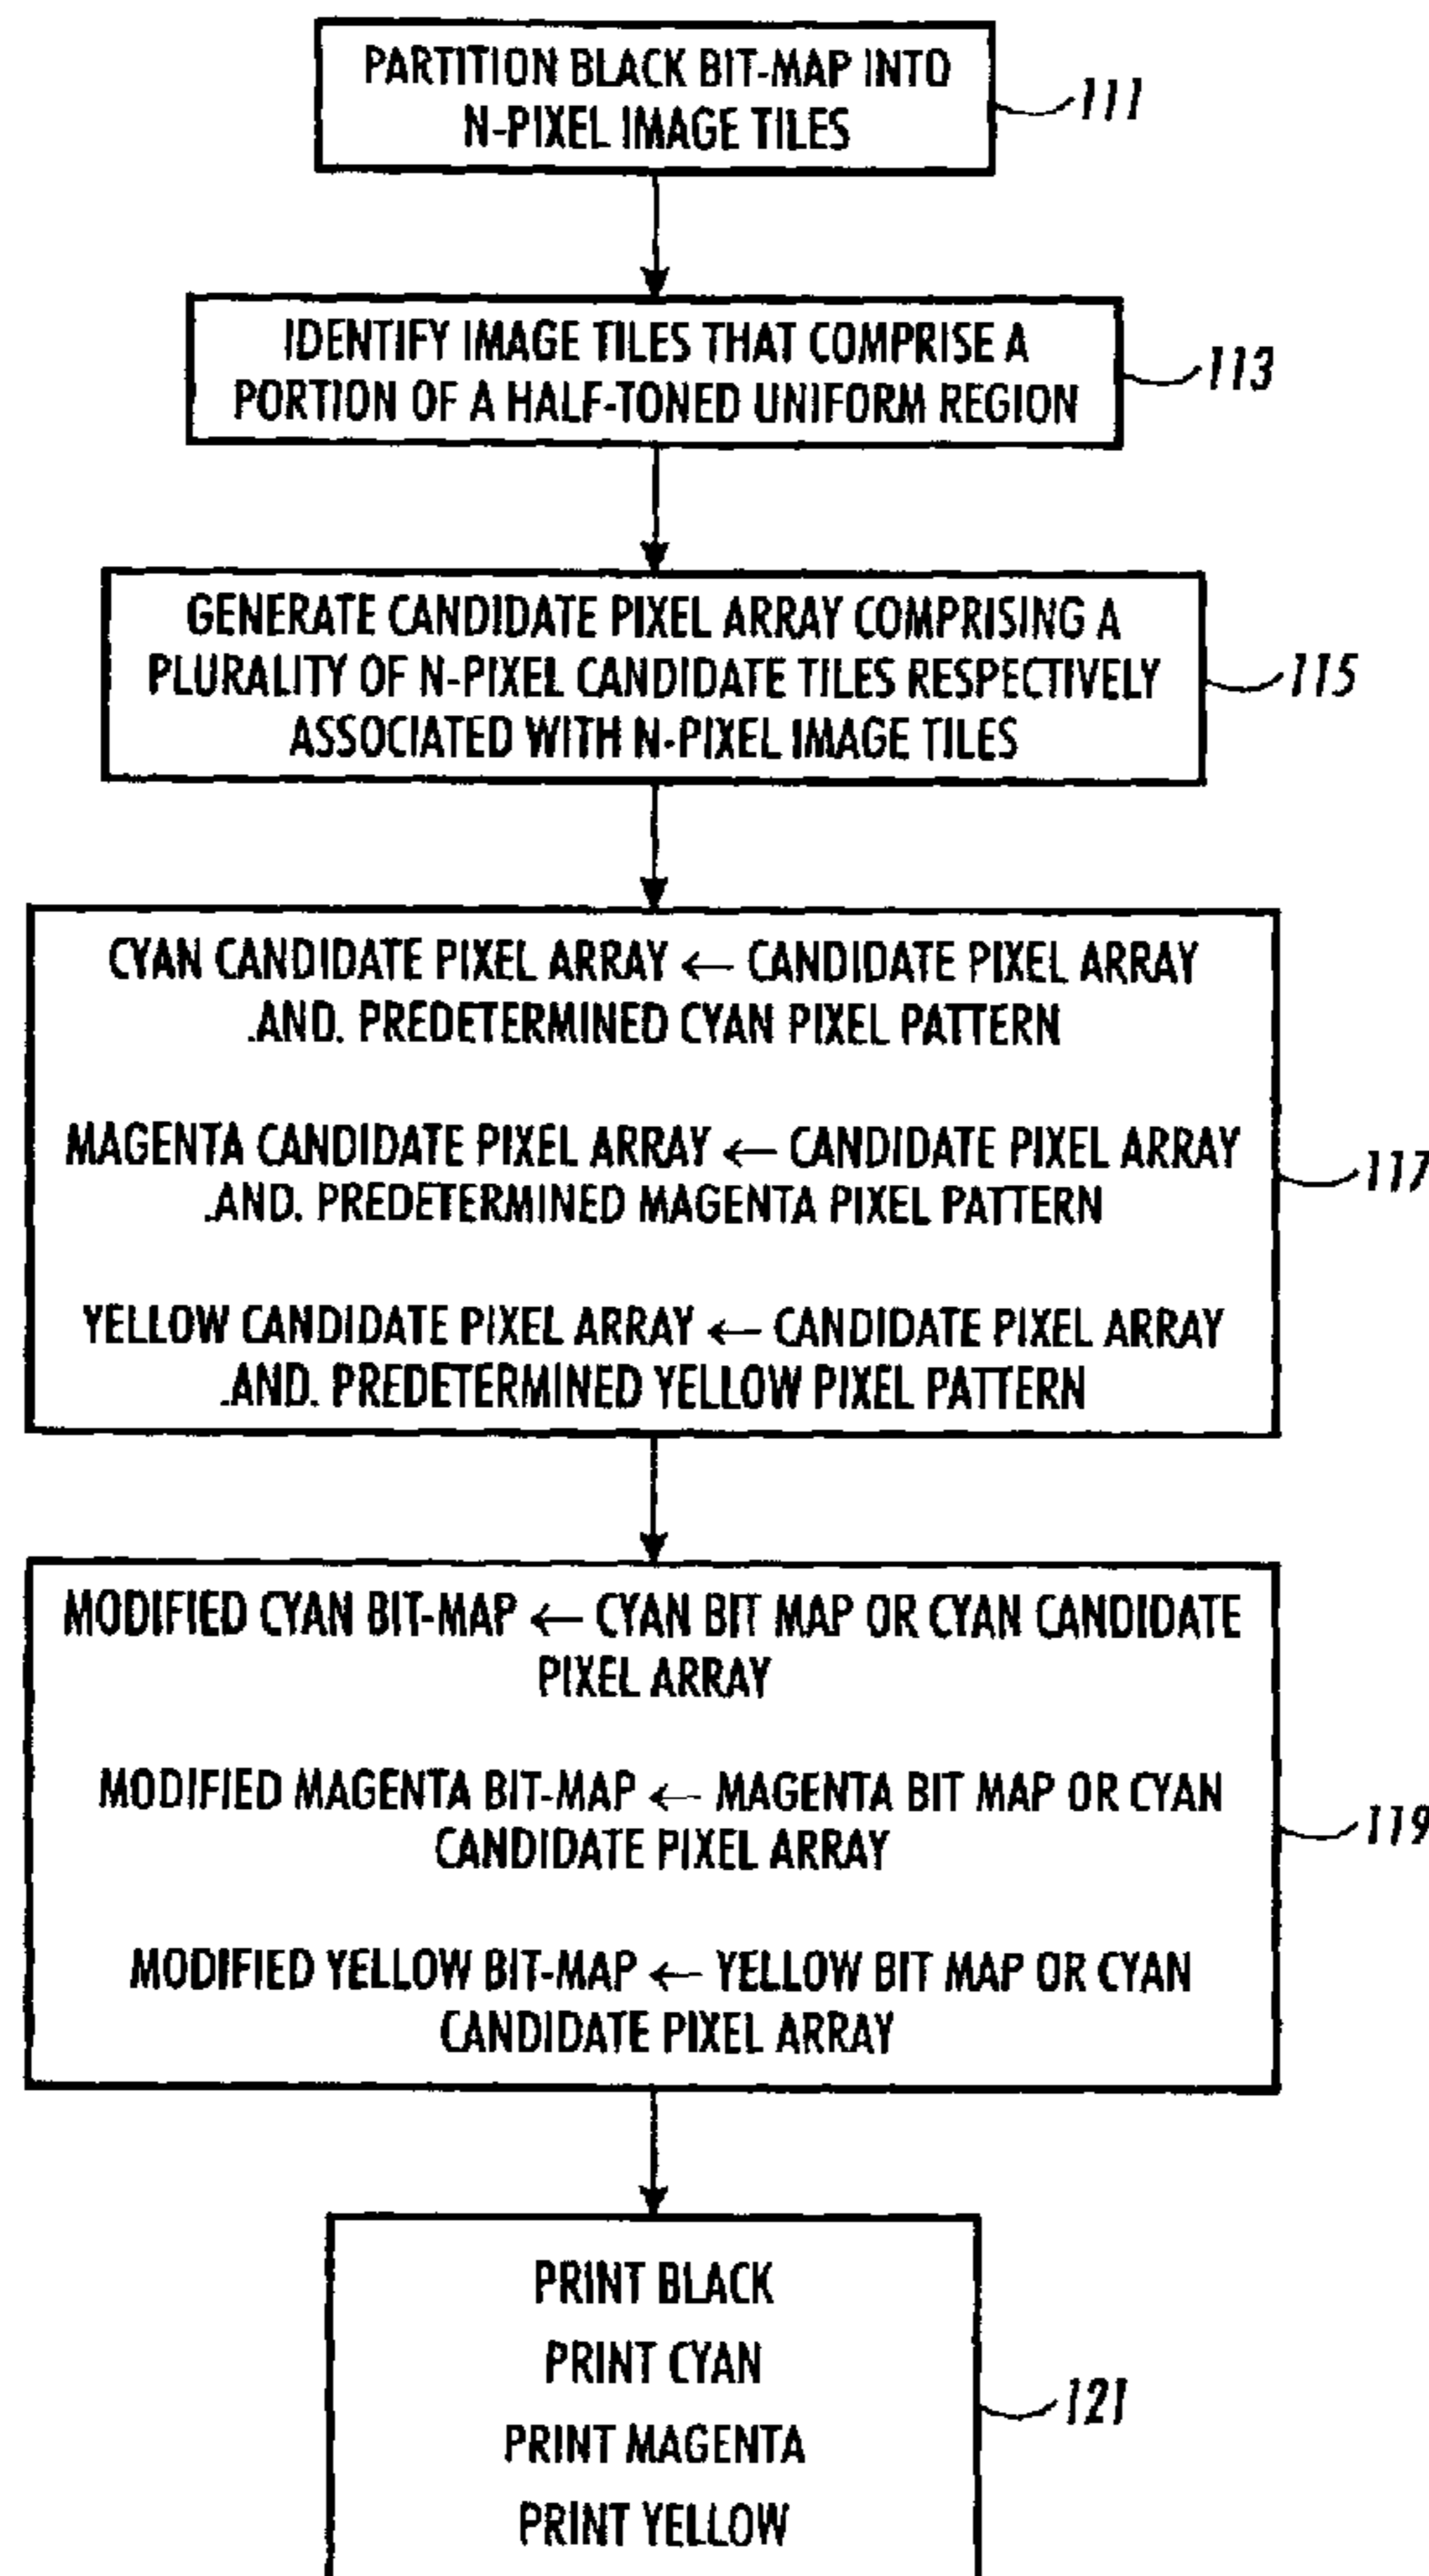 PARTITION BLACK BIT-MAP INTO
N-PIXEL IMAGE TILES
111
IDENTIFY IMAGE TILES THAT COMPRISE A
PORTION OF A HALF-TONED UNIFORM REGION
113
GENERATE CANDIDATE PIXEL ARRAY COMPRISING A
PLURALITY OF N-PIXEL CANDIDATE TILES RESPECTIVELY
ASSOCIATED WITH N-PIXEL IMAGE TILES
115
CYAN CANDIDATE PIXEL ARRAY ← CANDIDATE PIXEL ARRAY
.AND. PREDETERMINED CYAN PIXEL PATTERN
MAGENTA CANDIDATE PIXEL ARRAY ← CANDIDATE PIXEL ARRAY
.AND. PREDETERMINED MAGENTA PIXEL PATTERN
YELLOW CANDIDATE PIXEL ARRAY ← CANDIDATE PIXEL ARRAY
.AND. PREDETERMINED YELLOW PIXEL PATTERN
117
MODIFIED CYAN BIT-MAP ← CYAN BIT MAP OR CYAN CANDIDATE
PIXEL ARRAY
MODIFIED MAGENTA BIT-MAP ← MAGENTA BIT MAP OR CYAN
CANDIDATE PIXEL ARRAY
MODIFIED YELLOW BIT-MAP ← YELLOW BIT MAP OR CYAN
CANDIDATE PIXEL ARRAY
119
PRINT BLACK
PRINT CYAN
PRINT MAGENTA
PRINT YELLOW
121